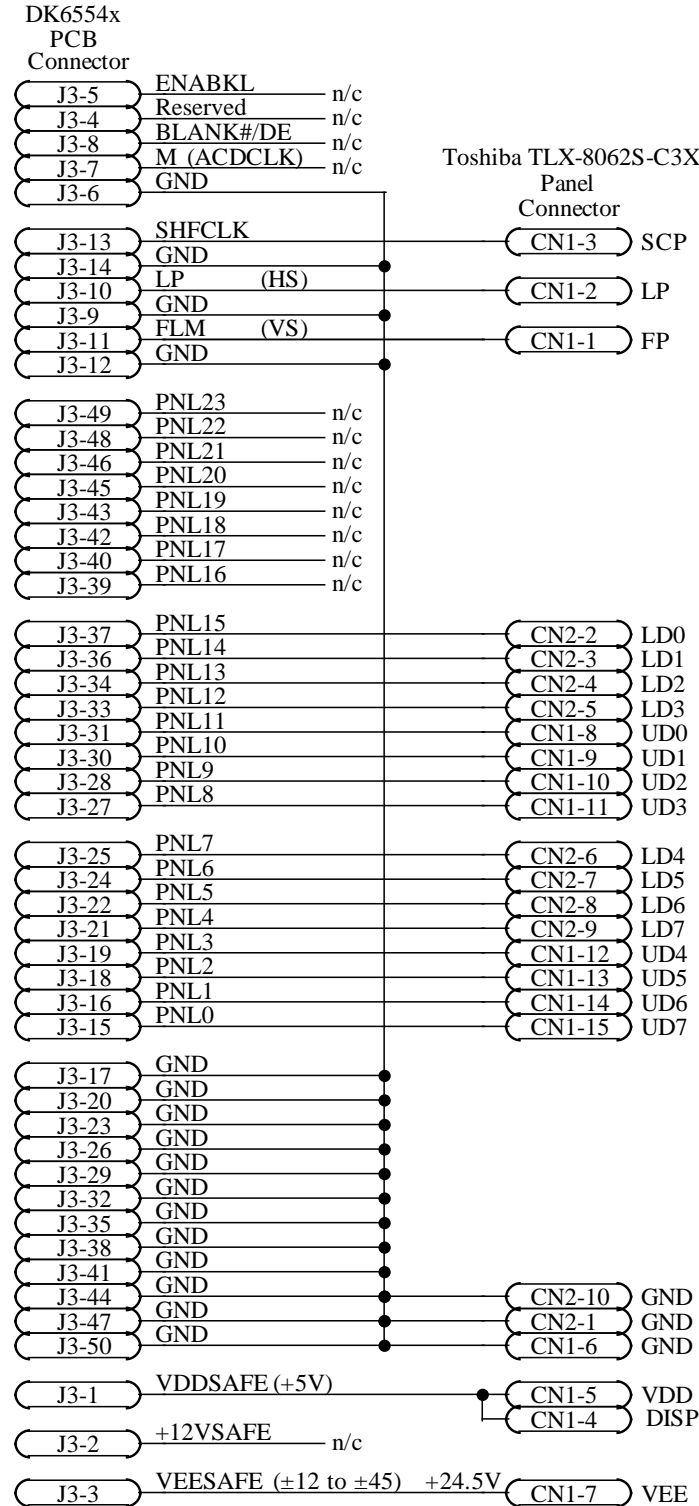 DK6554x
PCB
Connector
J3-5 ENABKL n/c
J3-4 Reserved n/c
J3-8 BLANK#/DE n/c
J3-7 M (ACDCLK) n/c
J3-6 GND
Toshiba TLX-8062S-C3X
Panel
Connector
J3-13 SHFCLK CN1-3 SCP
J3-14 GND
J3-10 LP (HS) CN1-2 LP
J3-9 GND
J3-11 FLM (VS) CN1-1 FP
J3-12 GND
J3-49 PNL23 n/c
J3-48 PNL22 n/c
J3-46 PNL21 n/c
J3-45 PNL20 n/c
J3-43 PNL19 n/c
J3-42 PNL18 n/c
J3-40 PNL17 n/c
J3-39 PNL16 n/c
J3-37 PNL15 CN2-2 LD0
J3-36 PNL14 CN2-3 LD1
J3-34 PNL13 CN2-4 LD2
J3-33 PNL12 CN2-5 LD3
J3-31 PNL11 CN1-8 UD0
J3-30 PNL10 CN1-9 UD1
J3-28 PNL9 CN1-10 UD2
J3-27 PNL8 CN1-11 UD3
J3-25 PNL7 CN2-6 LD4
J3-24 PNL6 CN2-7 LD5
J3-22 PNL5 CN2-8 LD6
J3-21 PNL4 CN2-9 LD7
J3-19 PNL3 CN1-12 UD4
J3-18 PNL2 CN1-13 UD5
J3-16 PNL1 CN1-14 UD6
J3-15 PNL0 CN1-15 UD7
J3-17 GND
J3-20 GND
J3-23 GND
J3-26 GND
J3-29 GND
J3-32 GND
J3-35 GND
J3-38 GND
J3-41 GND
J3-44 GND CN2-10 GND
J3-47 GND CN2-1 GND
J3-50 GND CN1-6 GND
J3-1 VDDSAFE (+5V) CN1-5 VDD
CN1-4 DISP
J3-2 +12VSAFE n/c
J3-3 VEESAFE (±12 to ±45) +24.5V CN1-7 VEE